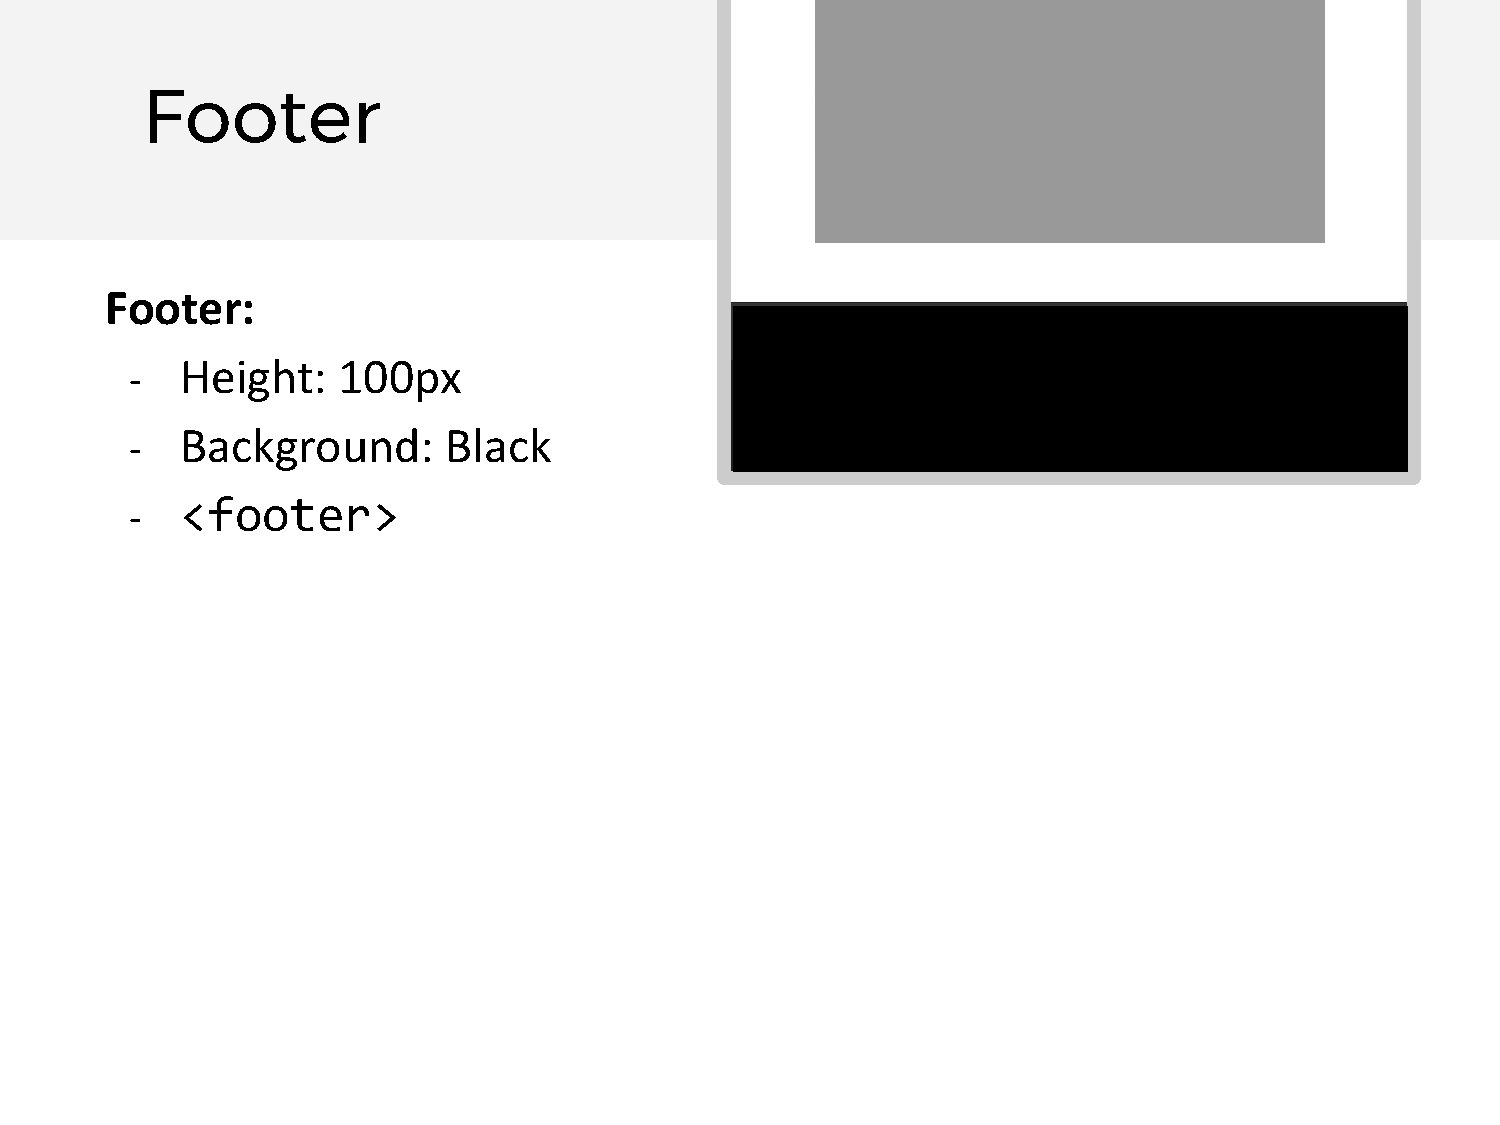 Footer
Footer:
- Height: 100px
- Background: Black
- <footer>